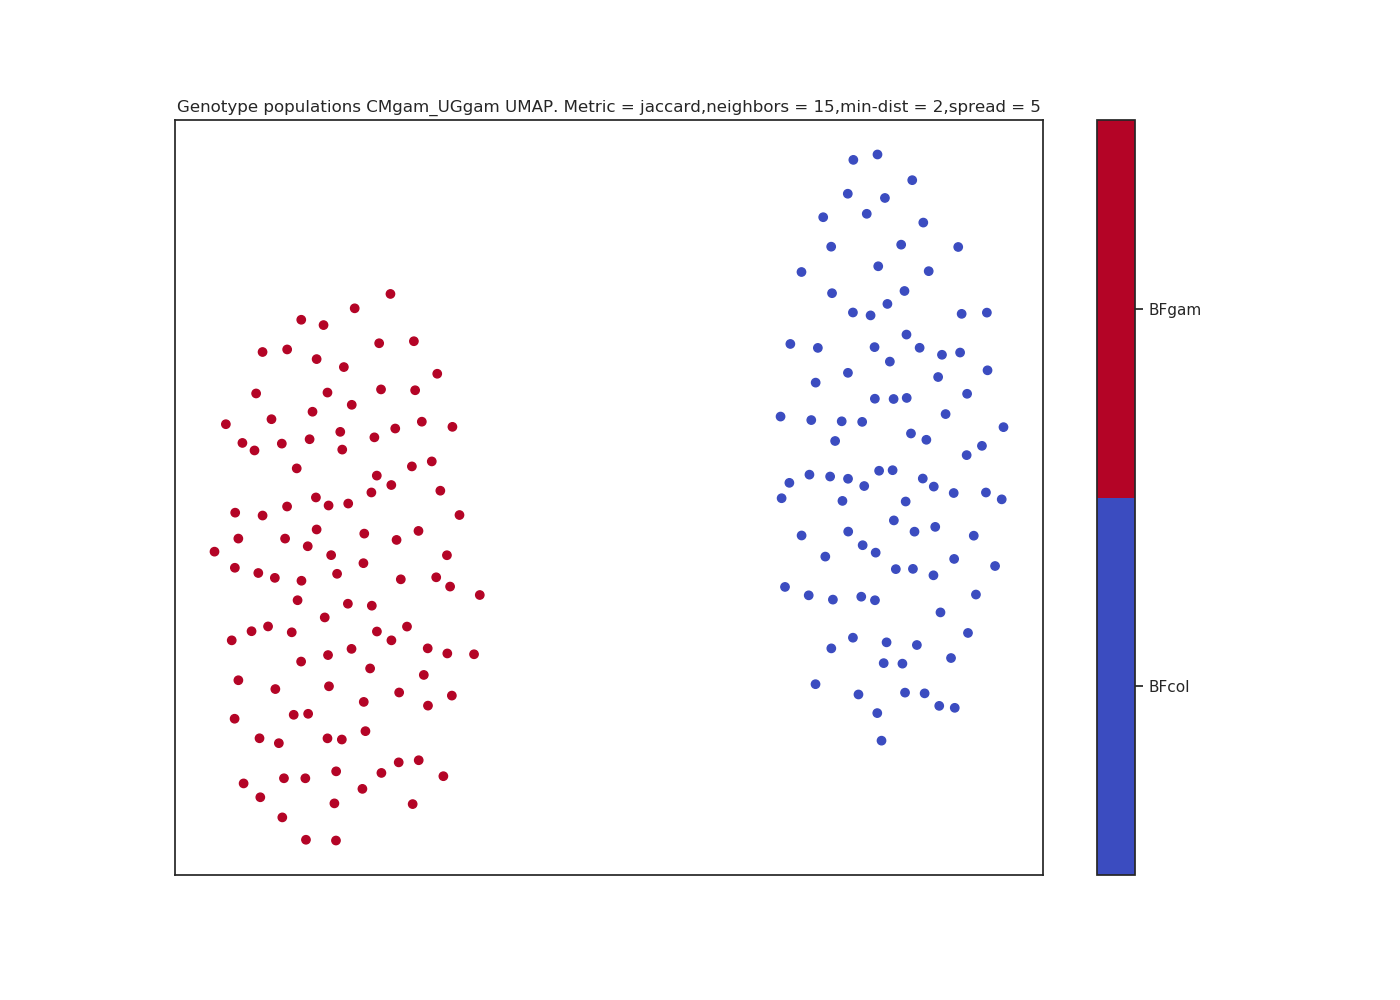 Genotype populations CMgam_UGgam UMAP. Metric = jaccard,neighbors = 15,min-dist = 2,spread = 5
BFgam
BFcol